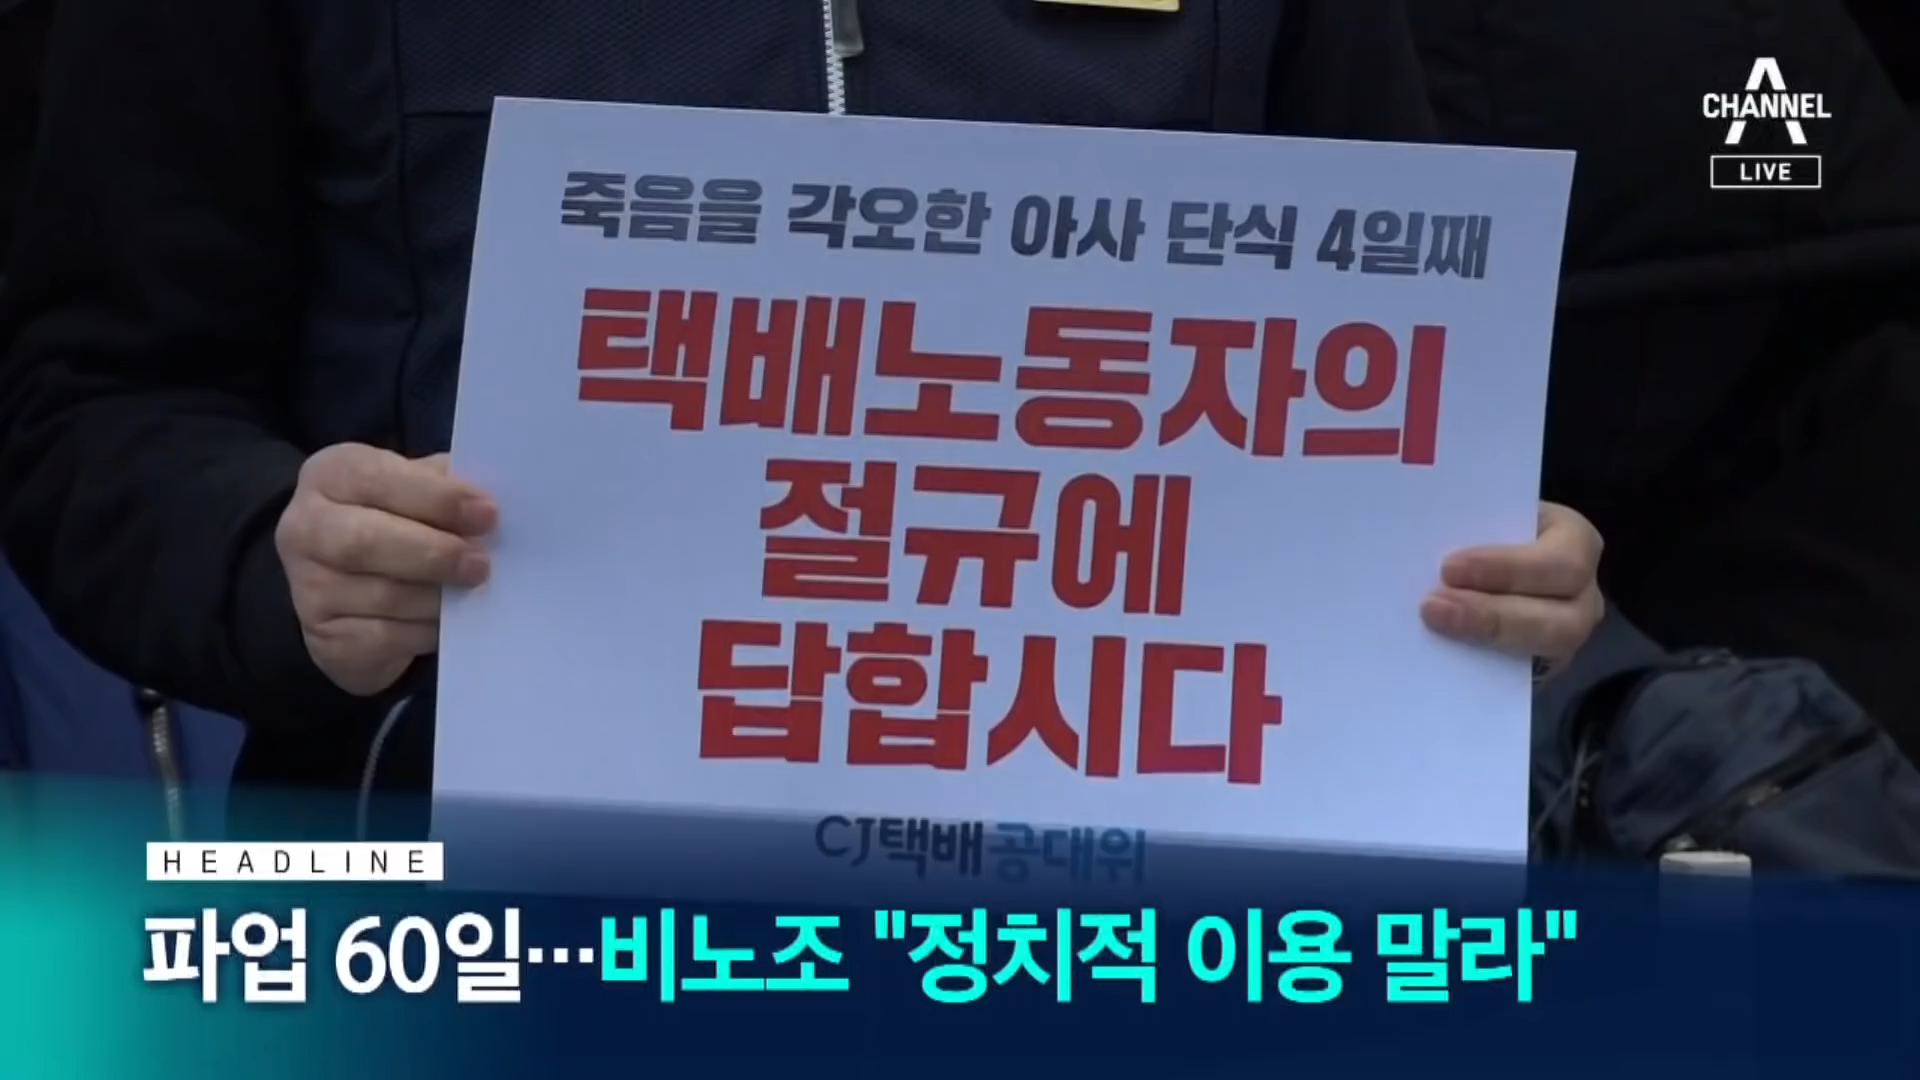 CHANNEL A
LIVE
죽음을 각오한 아사 단식 4일째
택배노동자의
절규에
답합시다
CJ택배공대위
HEADLINE
파업 60일…비노조 "정치적 이용 말라"